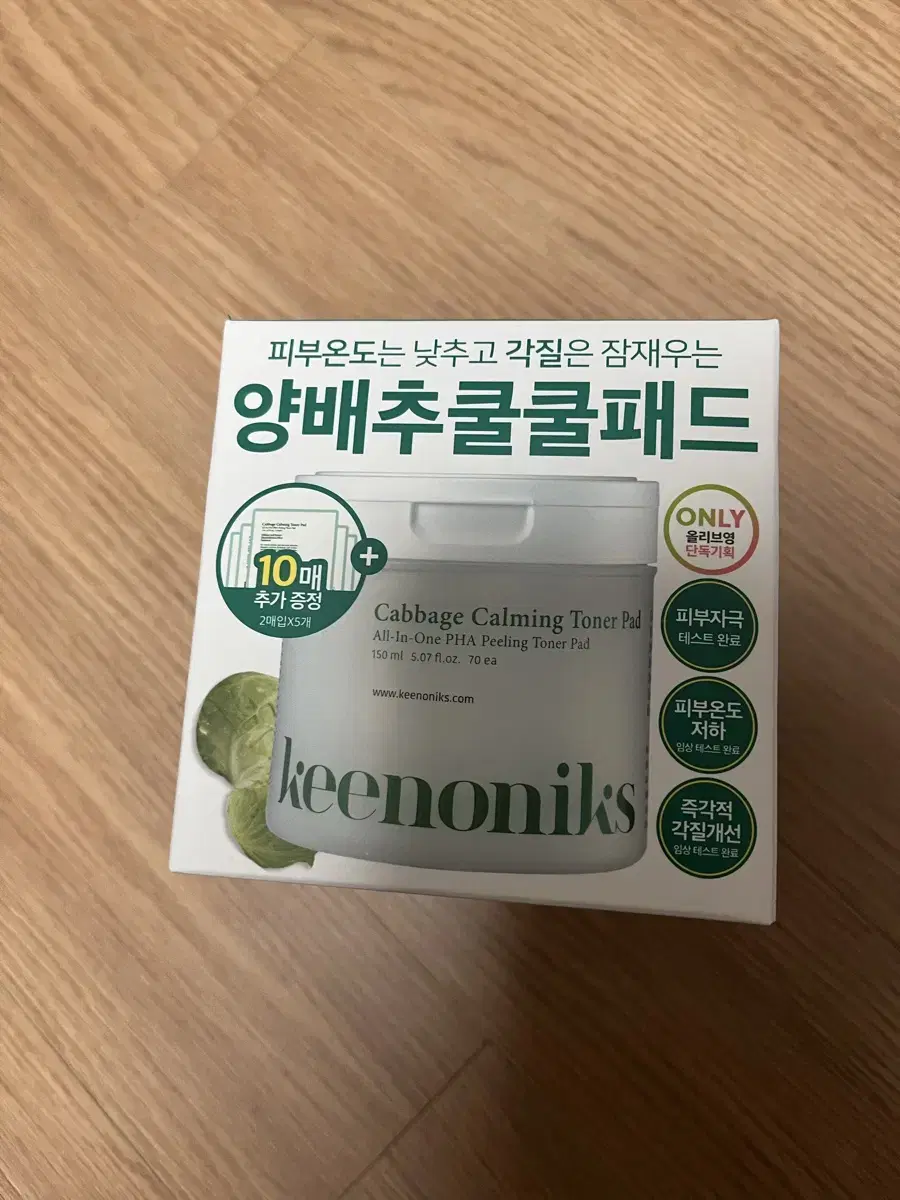 피부온도는 낮추고 각질은 잠재우는
양배추쿨쿨패드
Cabbage Calming Toner Pad
10매
추가 증정
2매입X5개
+
ONLY
올리브영
단독기획
Cabbage Calming Toner Pad
All-In-One PHA Peeling Toner Pad
150 ml 5.07 fl.oz. 70 ea
www.keenoniks.com
keenoniks
피부자극
테스트 완료
피부온도
저하
임상 테스트 완료
즉각적
각질개선
임상 테스트 완료